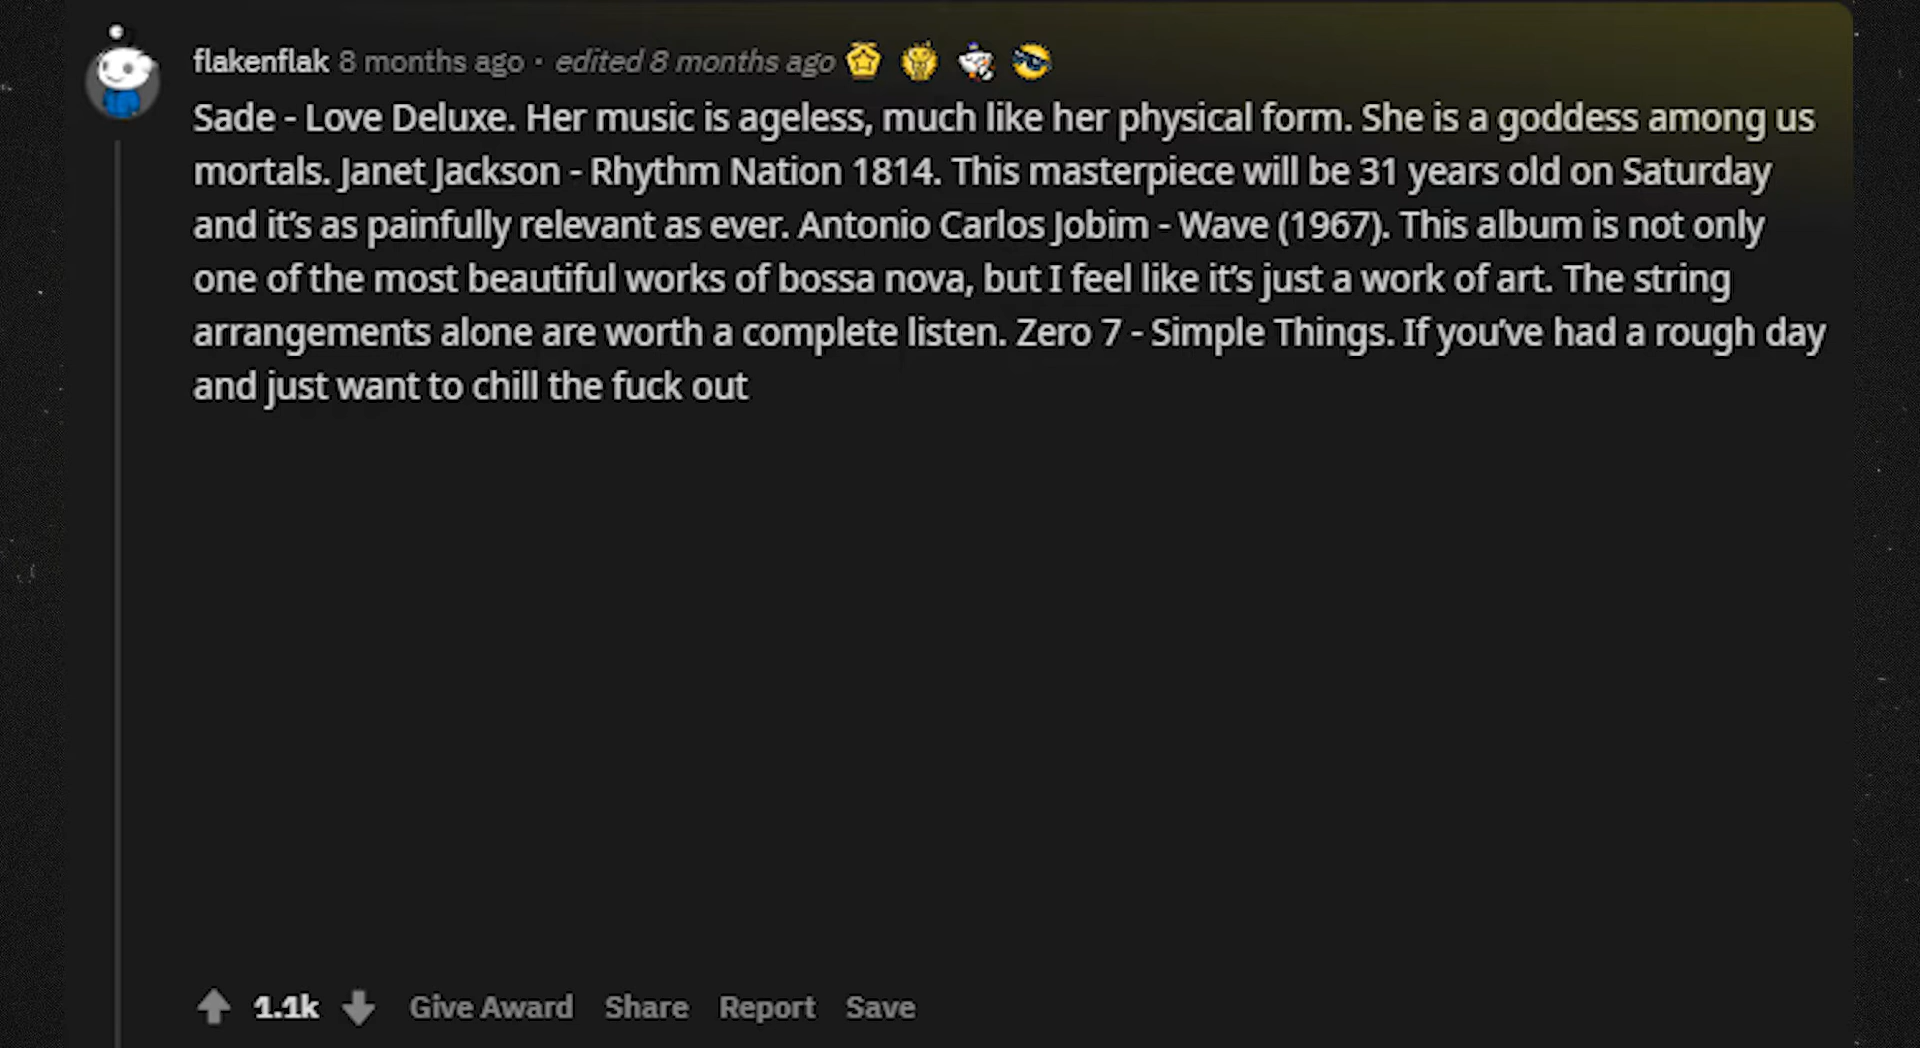 flakenflak 8 months ago · edited 8 months ago
Sade - Love Deluxe. Her music is ageless, much like her physical form. She is a goddess among us
mortals. Janet Jackson - Rhythm Nation 1814. This masterpiece will be 31 years old on Saturday
and it’s as painfully relevant as ever. Antonio Carlos Jobim - Wave (1967). This album is not only
one of the most beautiful works of bossa nova, but I feel like it’s just a work of art. The string
arrangements alone are worth a complete listen. Zero 7 - Simple Things. If you’ve had a rough day
and just want to chill the fuck out
1.1k Give Award Share Report Save